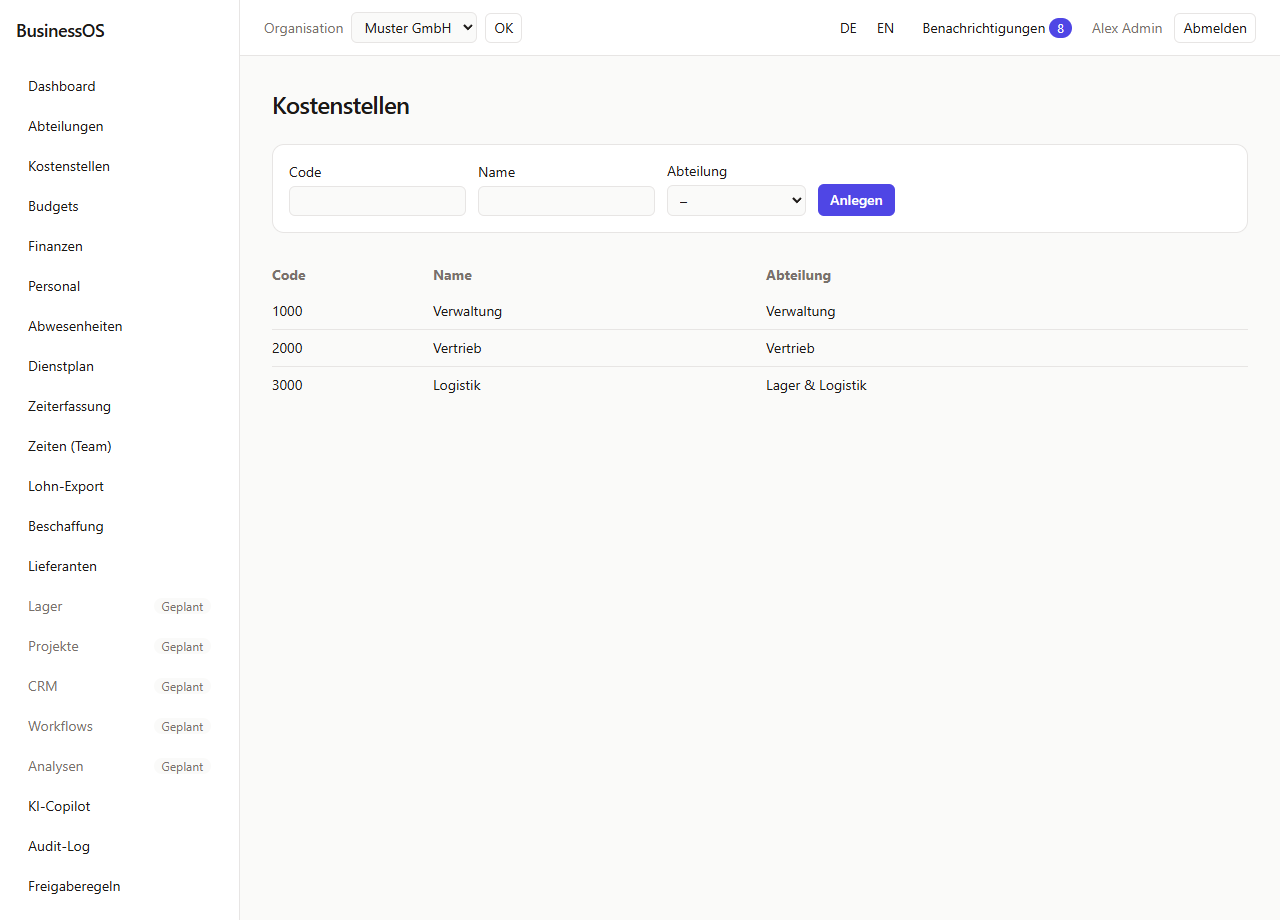 BusinessOS
Organisation Muster GmbH OK DE EN Benachrichtigungen 8 Alex Admin Abmelden
Dashboard
Abteilungen
Kostenstellen
Budgets
Finanzen
Personal
Abwesenheiten
Dienstplan
Zeiterfassung
Zeiten (Team)
Lohn-Export
Beschaffung
Lieferanten
Lager Geplant
Projekte Geplant
CRM Geplant
Workflows Geplant
Analysen Geplant
KI-Copilot
Audit-Log
Freigaberegeln
Kostenstellen
Code Name Abteilung
– Anlegen
Code Name Abteilung
1000 Verwaltung Verwaltung
2000 Vertrieb Vertrieb
3000 Logistik Lager & Logistik